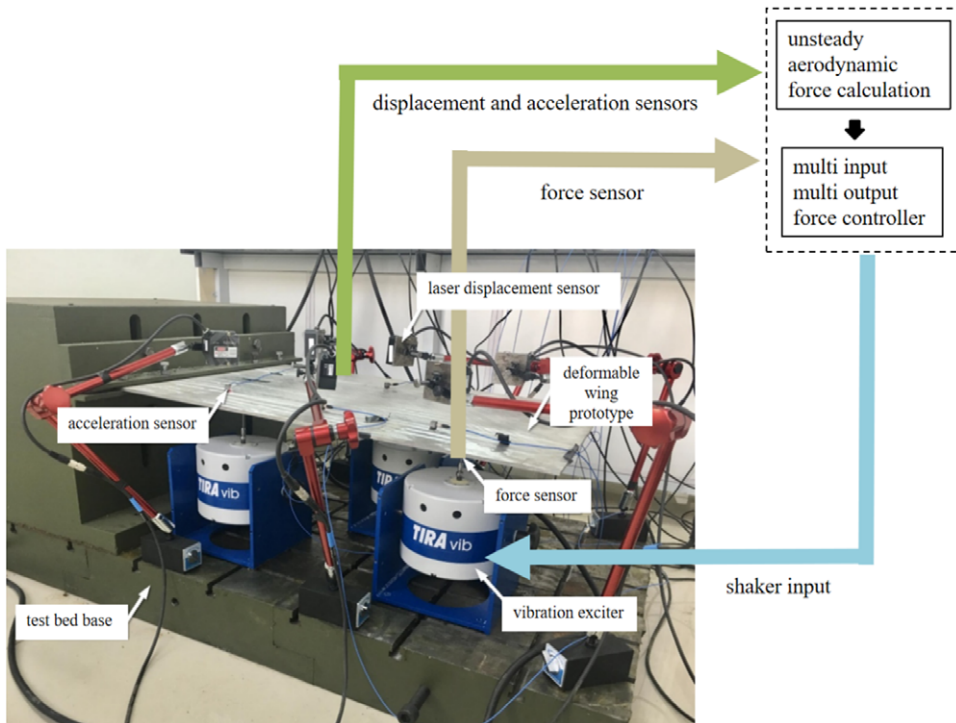 unsteady
aerodynamic
force calculation
displacement and acceleration sensors
multi input
multi output
force controller
force sensor
laser displacement sensor
deformable
wing
prototype
acceleration sensor
force sensor
TIRA vib
TIRA vib
shaker input
vibration exciter
test bed base